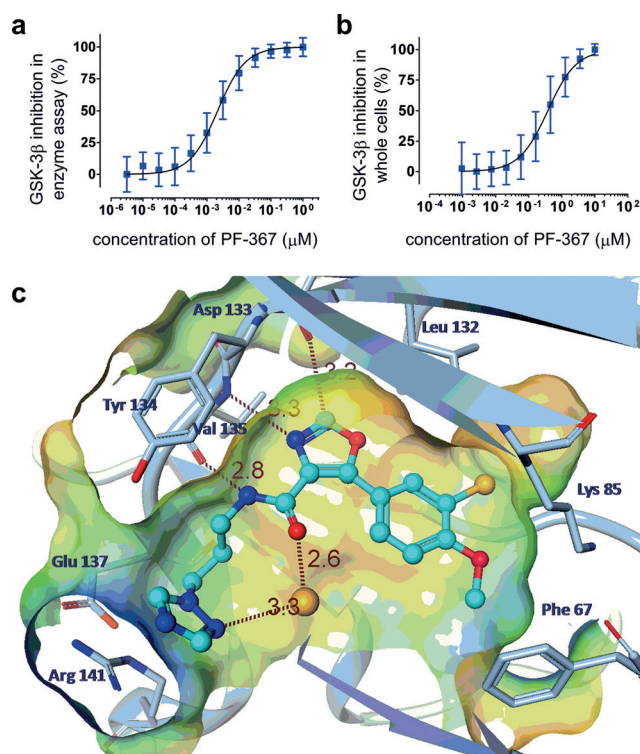 a
GSK-3β inhibition in
enzyme assay (%)
100
75
50
25
0
10⁻⁶ 10⁻⁵ 10⁻⁴ 10⁻³ 10⁻² 10⁻¹ 10⁰
concentration of PF-367 (μM)
b
GSK-3β inhibition in
whole cells (%)
100
75
50
25
0
10⁻⁴ 10⁻³ 10⁻² 10⁻¹ 10⁰ 10¹ 10²
concentration of PF-367 (μM)
c
Asp 133
Leu 132
3.2
Tyr 134
3.3
Val 135
2.8
Lys 85
Glu 137
2.6
3.3
Phe 67
Arg 141